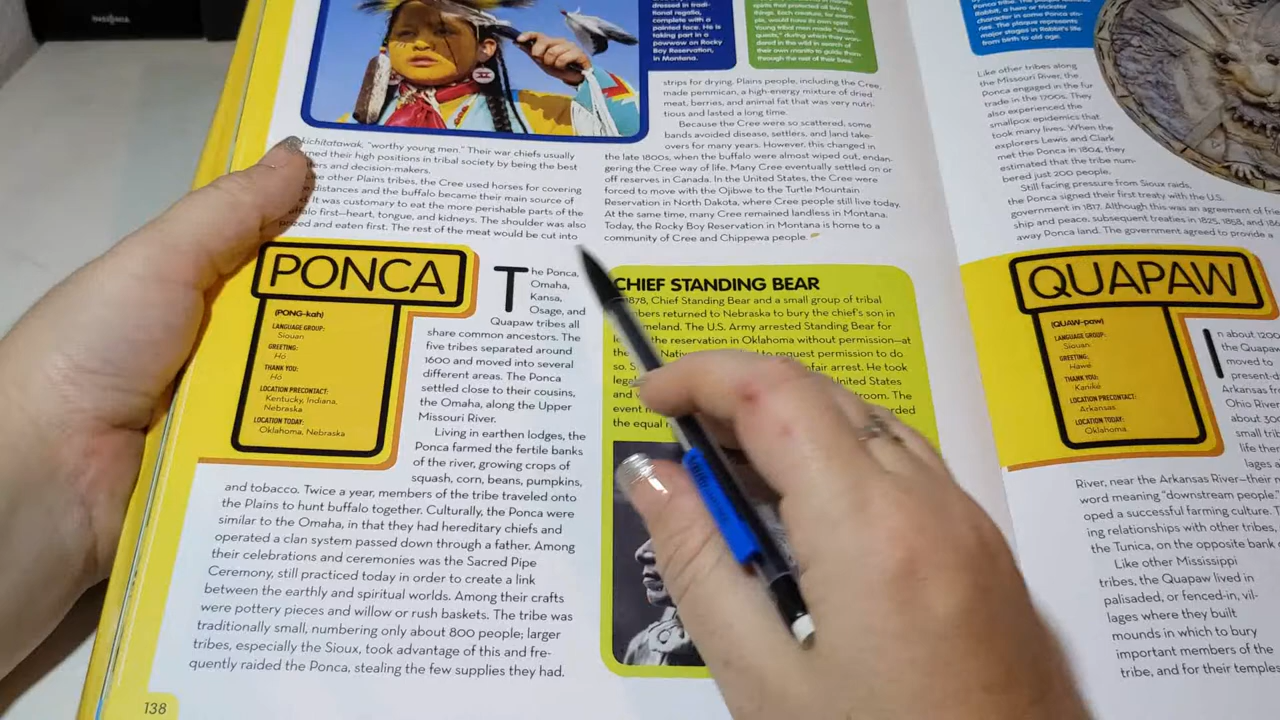 dressed in tradi-
tional regalia,
complete with a
painted face. He is
taking part in a
powwow on Rocky
Boy Reservation,
in Montana.
things. Each creature, for exam-
ple, would have its own spirit.
Young tribal men made "vision
quests," during which they wan-
dered in the wild in search of
their own manito to guide them
through the rest of their lives.
kichitatawak, "worthy young men." Their war chiefs usually
their high positions in tribal society by being the best
and decision-makers.
other Plains tribes, the Cree used horses for covering
distances and the buffalo became their main source of
It was customary to eat the more perishable parts of the
first—heart, tongue, and kidneys. The shoulder was also
prized and eaten first. The rest of the meat would be cut into
strips for drying. Plains people, including the Cree,
made pemmican, a high-energy mixture of dried
meat, berries, and animal fat that was very nutri-
tious and lasted a long time.
Because the Cree were so scattered, some
bands avoided disease, settlers, and land take-
overs for many years. However, this changed in
the late 1800s, when the buffalo were almost wiped out, endan-
gering the Cree way of life. Many Cree eventually settled on or
off reserves in Canada. In the United States, the Cree were
forced to move with the Ojibwe to the Turtle Mountain
Reservation in North Dakota, where Cree people still live today.
At the same time, many Cree remained landless in Montana.
Today, the Rocky Boy Reservation in Montana is home to a
community of Cree and Chippewa people.
PONCA
(PONG-kah)
LANGUAGE GROUP:
Siouan
GREETING:
Hó
THANK YOU:
Hó
LOCATION PRECONTACT:
Kentucky, Indiana,
Nebraska
LOCATION TODAY:
Oklahoma, Nebraska
The Ponca,
Omaha,
Kansa,
Osage, and
Quapaw tribes all
share common ancestors. The
five tribes separated around
1600 and moved into several
different areas. The Ponca
settled close to their cousins,
the Omaha, along the Upper
Missouri River.
Living in earthen lodges, the
Ponca farmed the fertile banks
of the river, growing crops of
squash, corn, beans, pumpkins,
and tobacco. Twice a year, members of the tribe traveled onto
the Plains to hunt buffalo together. Culturally, the Ponca were
similar to the Omaha, in that they had hereditary chiefs and
operated a clan system passed down through a father. Among
their celebrations and ceremonies was the Sacred Pipe
Ceremony, still practiced today in order to create a link
between the earthly and spiritual worlds. Among their crafts
were pottery pieces and willow or rush baskets. The tribe was
traditionally small, numbering only about 800 people; larger
tribes, especially the Sioux, took advantage of this and fre-
quently raided the Ponca, stealing the few supplies they had.
138
CHIEF STANDING BEAR
1878, Chief Standing Bear and a small group of tribal
returned to Nebraska to bury the chief's son in
The U.S. Army arrested Standing Bear for
the reservation in Oklahoma without permission—at
the to request permission to do
so. arrest. He took
United States
and
event
the equal
Rabbit, a hero or trickster
character in some Ponca sto-
ries. The plaque represents
major stages in Rabbit's life
from birth to old age.
Like other tribes along
the Missouri River, the
Ponca engaged in the fur
trade in the 1700s. They
also experienced the
smallpox epidemics that
took many lives. When the
explorers Lewis and Clark
met the Ponca in 1804, they
estimated that the tribe num-
bered just 200 people.
Still facing pressure from Sioux raids,
the Ponca signed their first treaty with the U.S.
government in 1817. Although this was an agreement of
ship and peace, subsequent treaties in 1825, 1858, and
away Ponca land. The government agreed to provide a
QUAPAW
(QUAW-paw)
LANGUAGE GROUP:
Siouan
GREETING:
Hawé
THANK YOU:
Kaniké
LOCATION PRECONTACT:
Arkansas
LOCATION TODAY:
Oklahoma
In about 1200
the Quapaw
moved to
present-d
Arkansas
Ohio River
about
small
life
River, near the Arkansas River—their
word meaning "downstream people,"
oped a successful farming culture.
ing relationships with other tribes,
the Tunica, on the opposite bank
Like other Mississippi
tribes, the Quapaw lived in
palisaded, or fenced-in, vil-
lages where they built
mounds in which to bury
important members of the
tribe, and for their temples